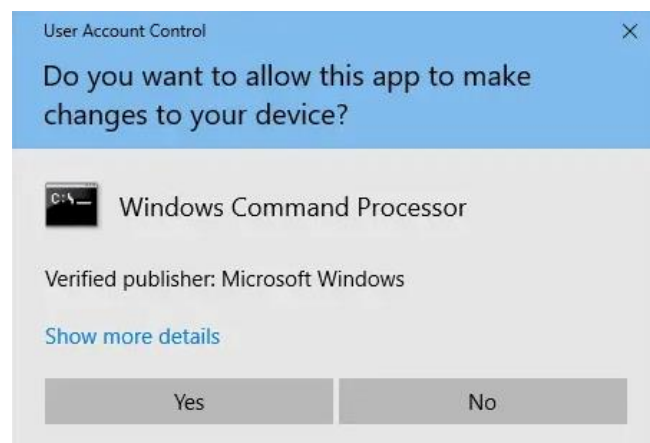 User Account Control
Do you want to allow this app to make
changes to your device?
C:\_
Windows Command Processor
Verified publisher: Microsoft Windows
Show more details
Yes
No